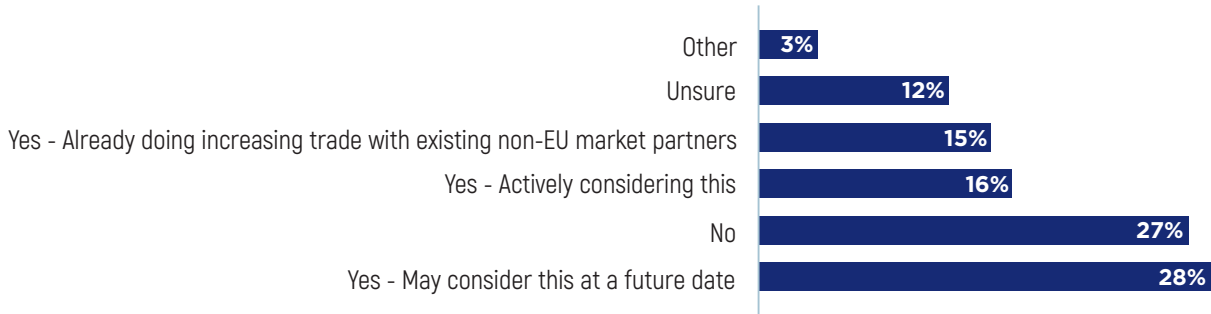 Other 3%
Unsure 12%
Yes - Already doing increasing trade with existing non-EU market partners 15%
Yes - Actively considering this 16%
No 27%
Yes - May consider this at a future date 28%